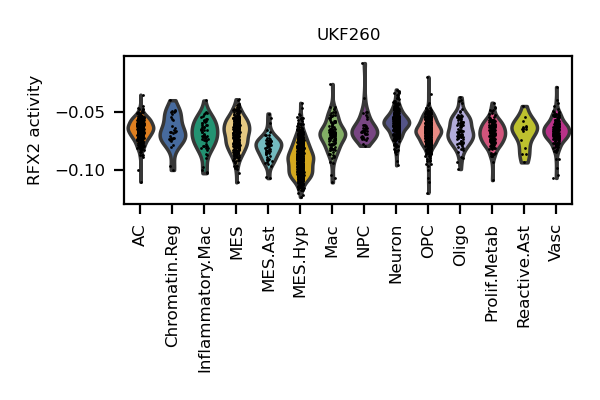 UKF260
RFX2 activity
−0.05
−0.10
AC
Chromatin.Reg
Inflammatory.Mac
MES
MES.Ast
MES.Hyp
Mac
NPC
Neuron
OPC
Oligo
Prolif.Metab
Reactive.Ast
Vasc